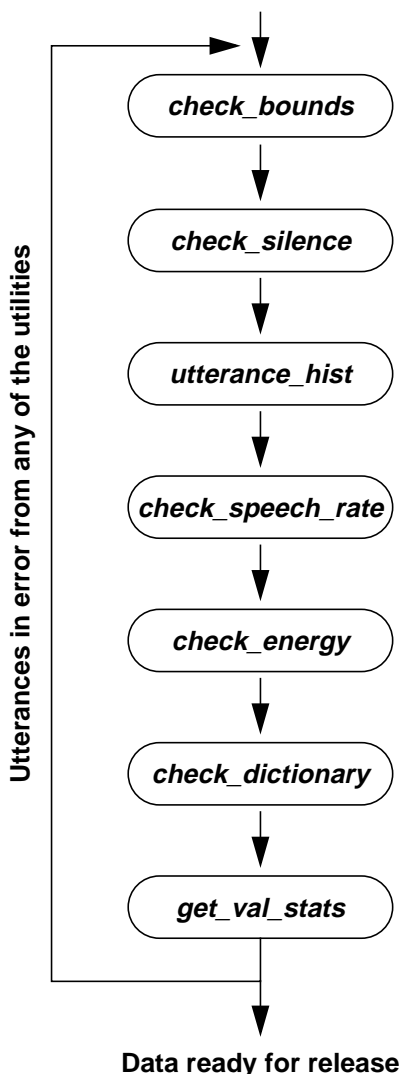 check_bounds
check_silence
utterance_hist
check_speech_rate
check_energy
check_dictionary
get_val_stats
Utterances in error from any of the utilities
Data ready for release